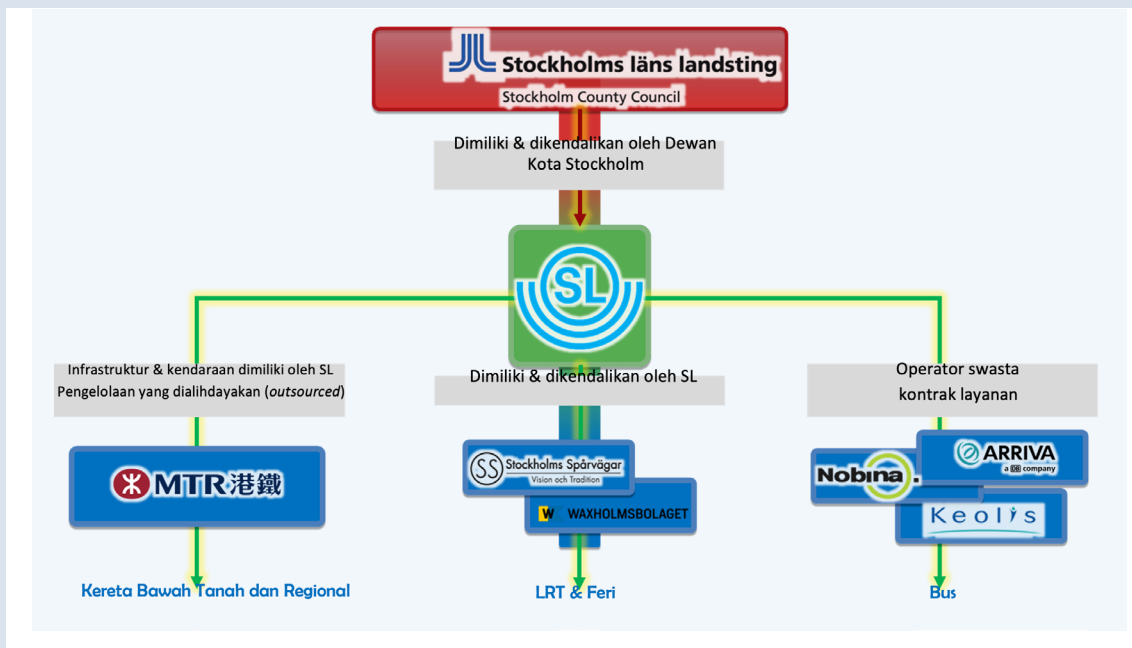 Stockholms läns landsting
Stockholm County Council
Dimiliki & dikendalikan oleh Dewan
Kota Stockholm
SL
Infrastruktur & kendaraan dimiliki oleh SL
Pengelolaan yang dialihdayakan (outsourced)
Dimiliki & dikendalikan oleh SL
Operator swasta
kontrak layanan
MTR港鐵
SS Stockholms Spårvägar
Vision och Tradition
W WAXHOLMSBOLAGET
Nobina.
ARRIVA
a DB company
Keolis
Kereta Bawah Tanah dan Regional
LRT & Feri
Bus